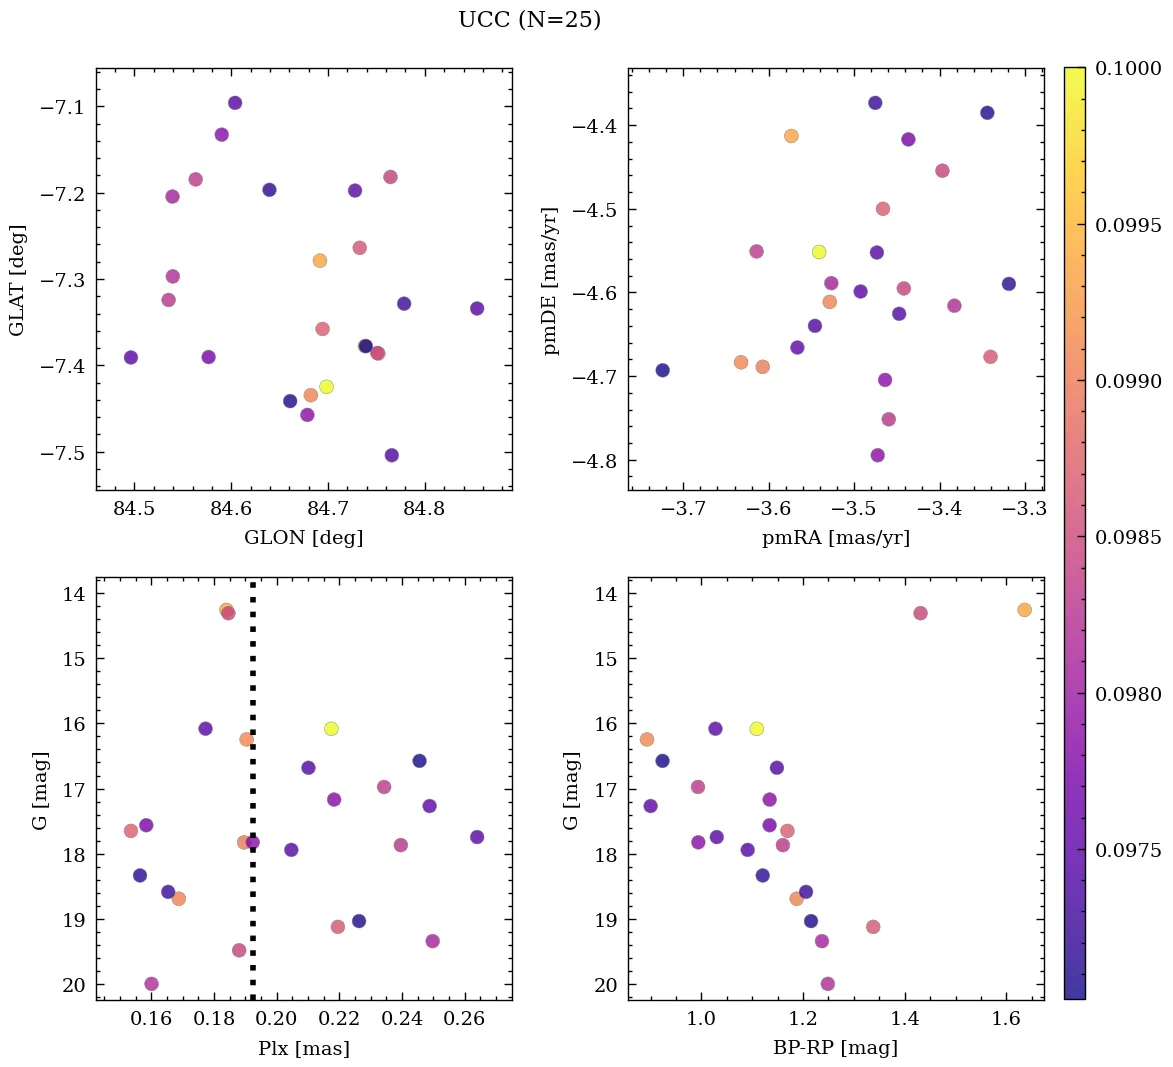 UCC (N=25)
−7.1
−7.2
−7.3
−7.4
−7.5
GLAT [deg]
84.5 84.6 84.7 84.8
GLON [deg]
−4.4
−4.5
−4.6
−4.7
−4.8
pmDE [mas/yr]
−3.7 −3.6 −3.5 −3.4 −3.3
pmRA [mas/yr]
14
15
16
17
18
19
20
G [mag]
0.16 0.18 0.20 0.22 0.24 0.26
Plx [mas]
14
15
16
17
18
19
20
G [mag]
1.0 1.2 1.4 1.6
BP-RP [mag]
0.1000
0.0995
0.0990
0.0985
0.0980
0.0975